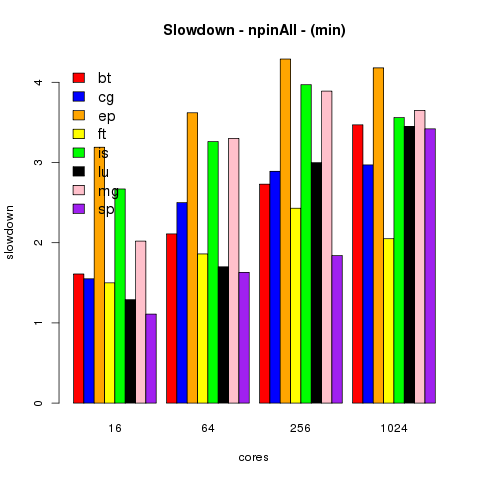 Slowdown - npinAll - (min)
bt
cg
ep
ft
is
lu
mg
sp
slowdown
4
3
2
1
0
16 64 256 1024
cores